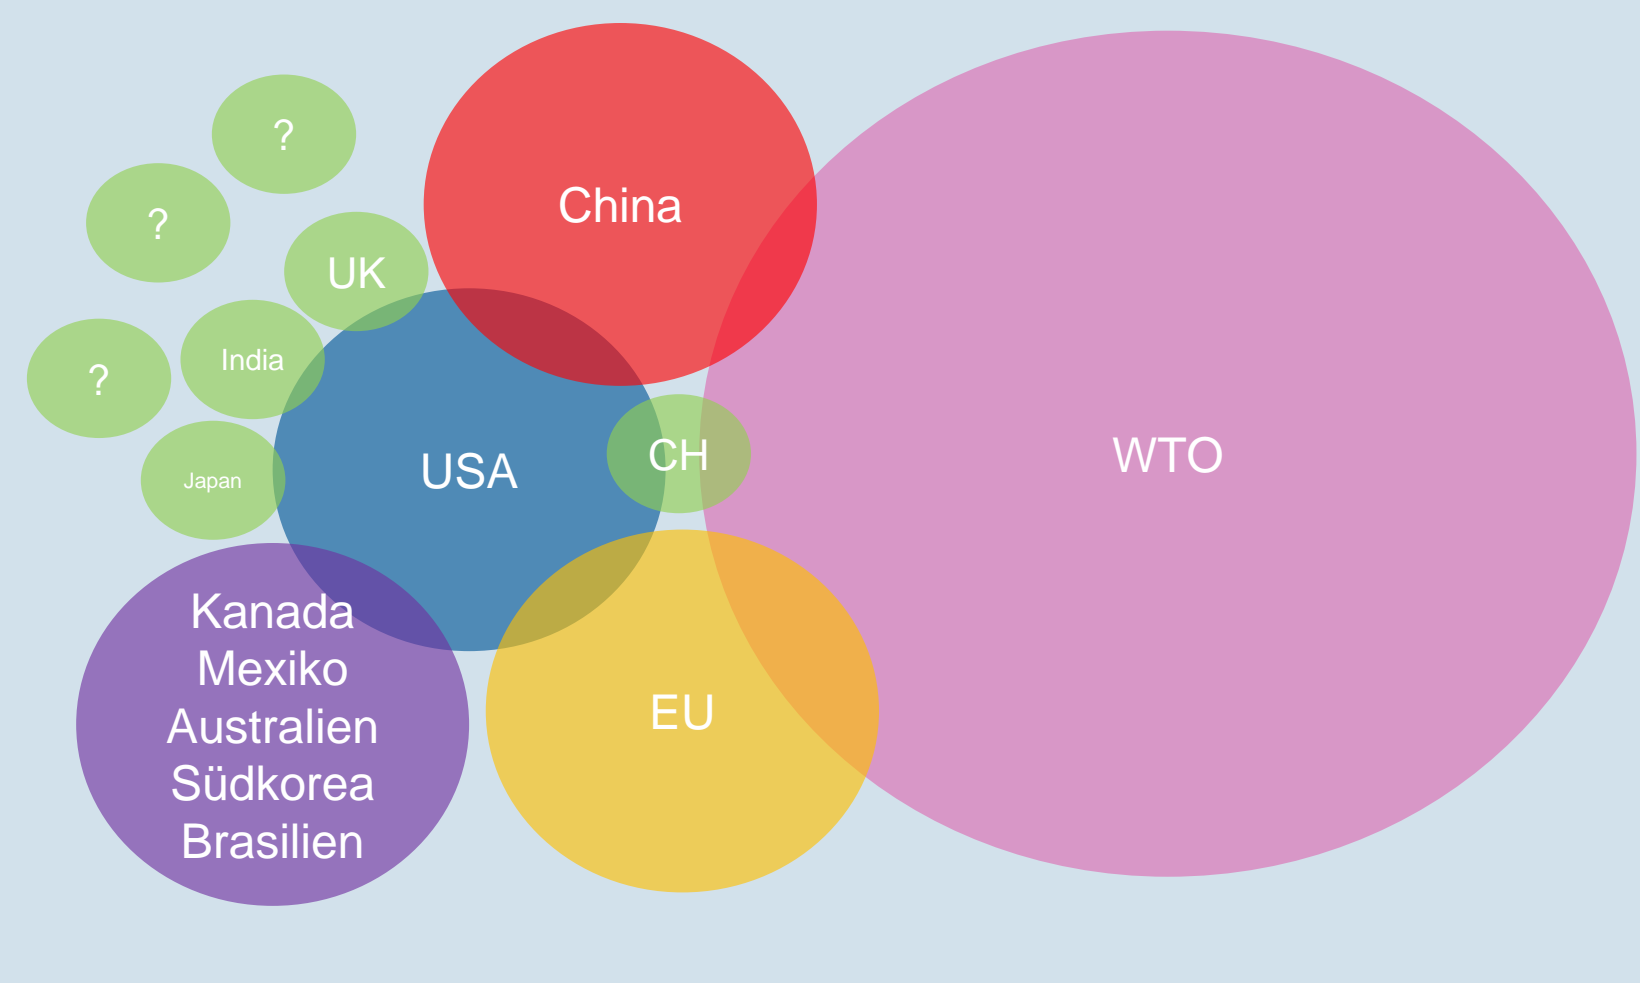 ?
China
?
UK
India
?
CH
WTO
USA
Japan
Kanada
Mexiko
Australien
Südkorea
Brasilien
EU